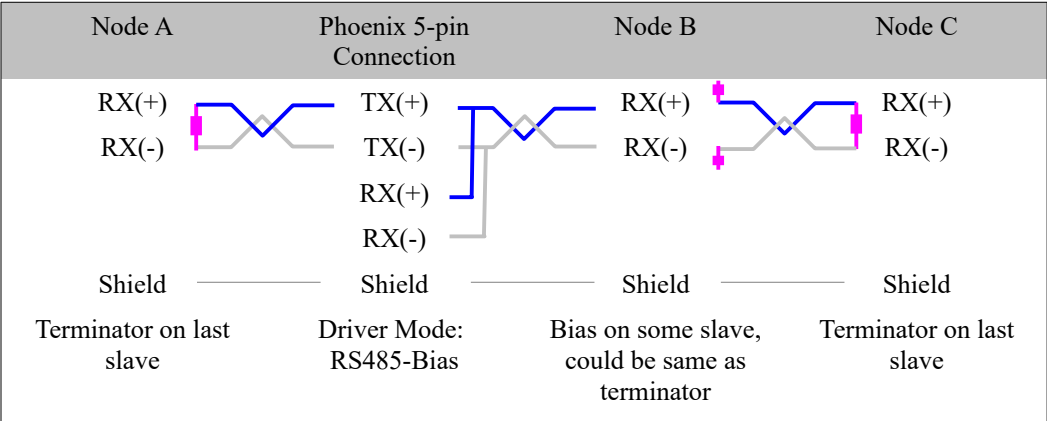 Node A
Phoenix 5-pin
Connection
Node B
Node C
RX(+)
TX(+)
RX(+)
RX(+)
RX(-)
TX(-)
RX(-)
RX(-)
RX(+)
RX(-)
Shield
Shield
Shield
Shield
Terminator on last
slave
Driver Mode:
RS485-Bias
Bias on some slave,
could be same as
terminator
Terminator on last
slave